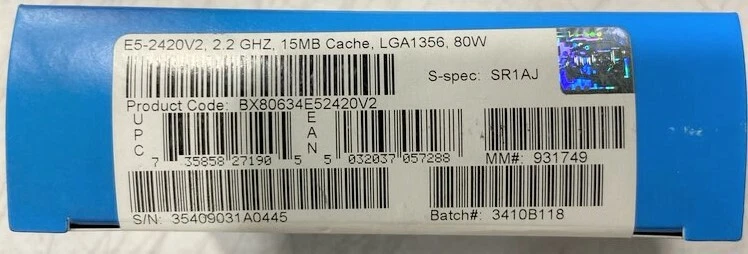 E5-2420V2, 2.2 GHZ, 15MB Cache, LGA1356, 80W
S-spec: SR1AJ
Product Code: BX80634E52420V2
UPC
7 35858 27190 5
EAN
5 032037 057288
MM#: 931749
S/N: 35409031A0445
Batch#: 3410B118